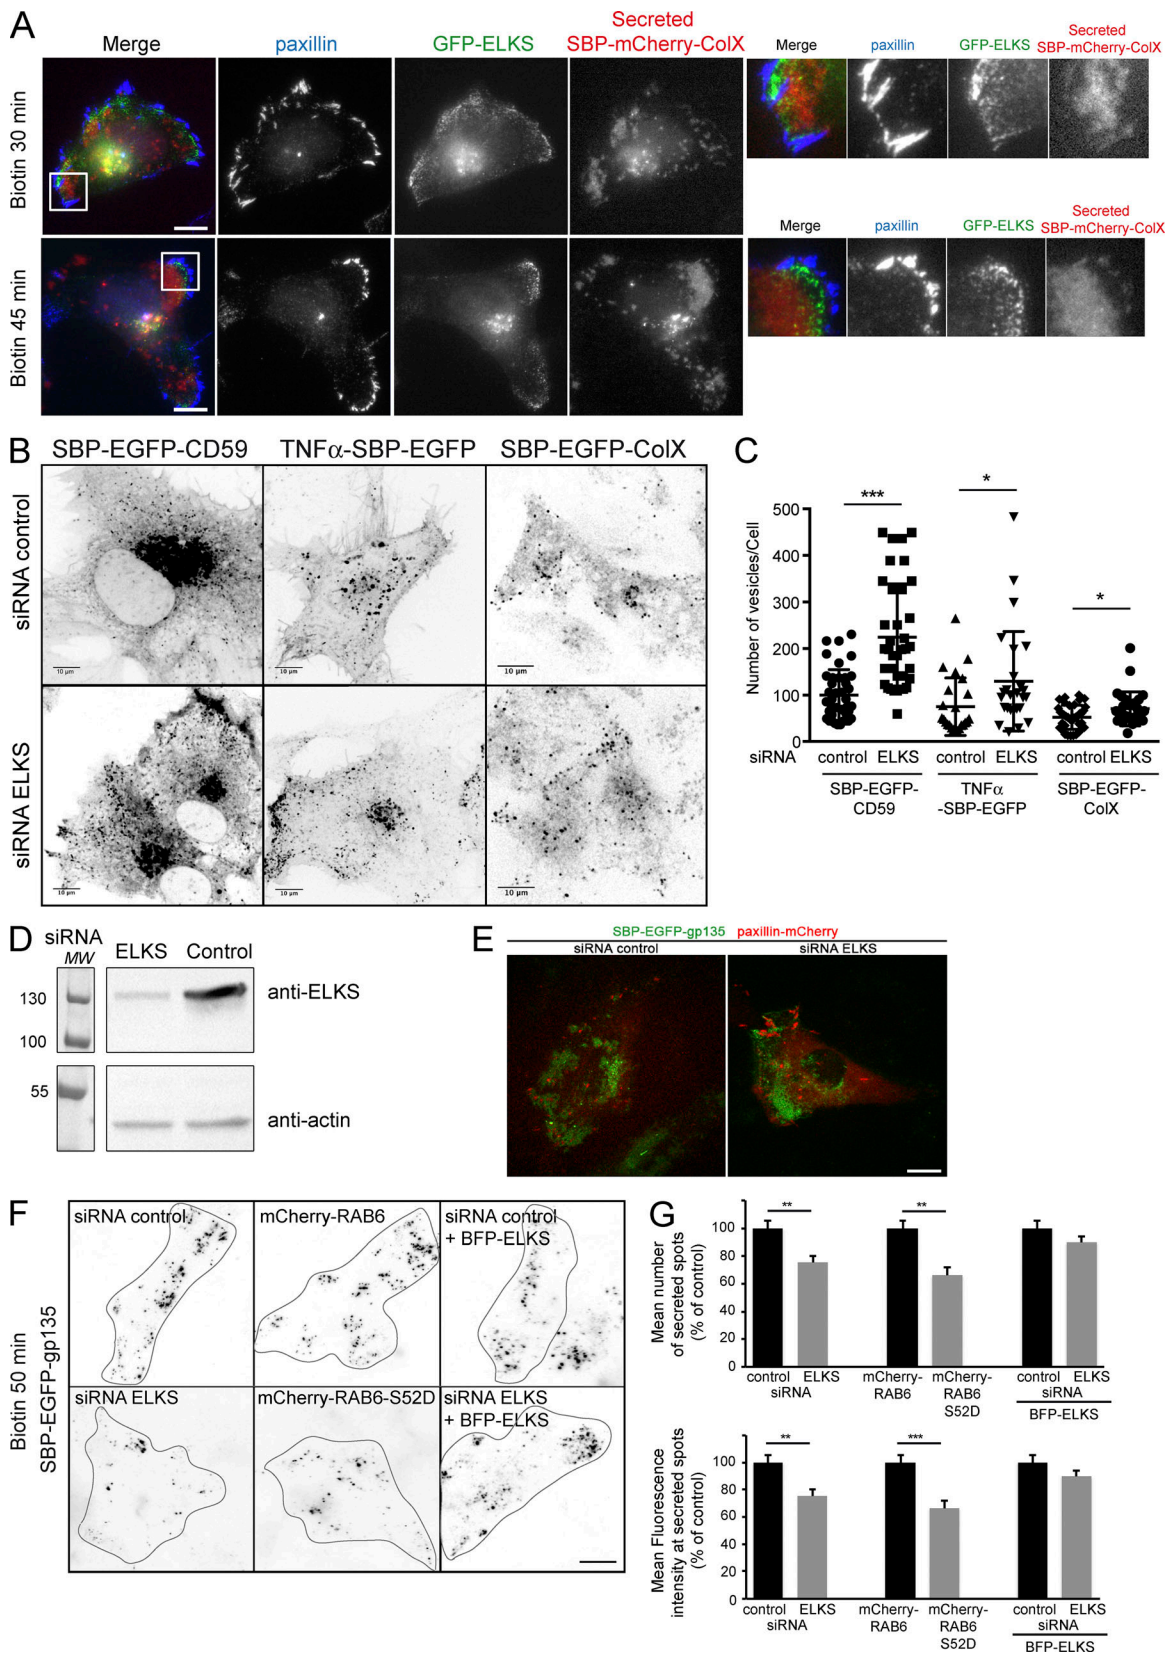 A
Merge
paxillin
GFP-ELKS
Secreted
SBP-mCherry-ColX
Biotin 30 min
Biotin 45 min
Merge
paxillin
GFP-ELKS
Secreted
SBP-mCherry-ColX
Merge
paxillin
GFP-ELKS
Secreted
SBP-mCherry-ColX
B
SBP-EGFP-CD59
TNFα-SBP-EGFP
SBP-EGFP-ColX
siRNA control
10 µm
10 µm
10 µm
siRNA ELKS
10 µm
10 µm
10 µm
C
Number of vesicles/Cell
500
400
300
200
100
0
***
*
*
siRNA
control
ELKS
control
ELKS
control
ELKS
SBP-EGFP-
CD59
TNFα
-SBP-EGFP
SBP-EGFP-
ColX
D
siRNA
MW
ELKS
Control
130
100
anti-ELKS
55
anti-actin
E
SBP-EGFP-gp135
paxillin-mCherry
siRNA control
siRNA ELKS
F
Biotin 50 min
SBP-EGFP-gp135
siRNA control
mCherry-RAB6
siRNA control
+ BFP-ELKS
siRNA ELKS
mCherry-RAB6-S52D
siRNA ELKS
+ BFP-ELKS
G
Mean number
of secreted spots
(% of control)
100
80
60
40
20
0
**
**
control
ELKS
siRNA
mCherry-
RAB6
mCherry-
RAB6
S52D
control
ELKS
siRNA
BFP-ELKS
Mean Fluorescence
intensity at secreted spots
(% of control)
100
80
60
40
20
0
**
***
control
ELKS
siRNA
mCherry-
RAB6
mCherry-
RAB6
S52D
control
ELKS
siRNA
BFP-ELKS